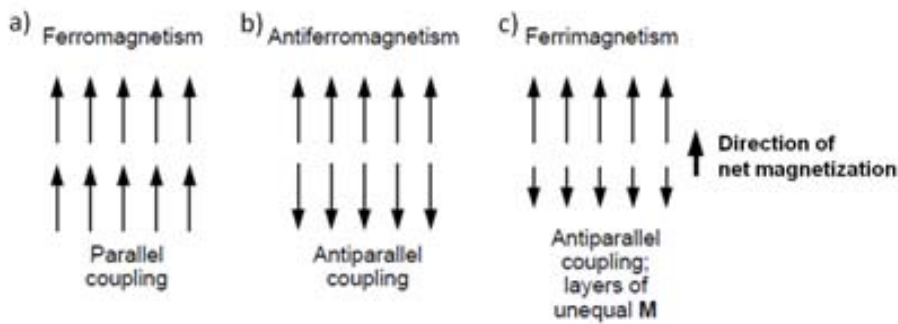 a) Ferromagnetism
b) Antiferromagnetism
c) Ferrimagnetism
Direction of
net magnetization
Parallel
coupling
Antiparallel
coupling
Antiparallel
coupling;
layers of
unequal M